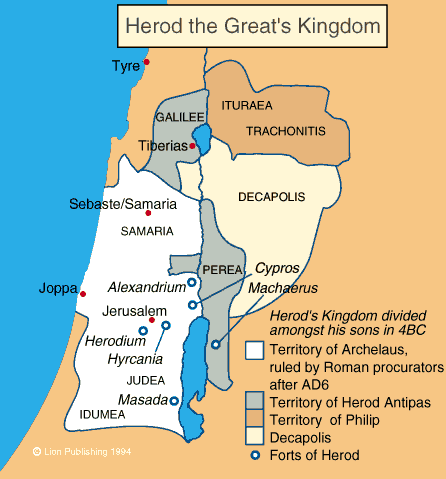 Herod the Great's Kingdom
Tyre
ITURAEA
GALILEE
TRACHONITIS
Tiberias
DECAPOLIS
Sebaste/Samaria
SAMARIA
PEREA
Cypros
Alexandrium
Machaerus
Joppa
Jerusalem
Herodium
Hyrcania
JUDEA
Masada
IDUMEA
Herod's Kingdom divided
amongst his sons in 4BC
Territory of Archelaus,
ruled by Roman procurators
after AD6
Territory of Herod Antipas
Territory of Philip
Decapolis
Forts of Herod
© Lion Publishing 1994